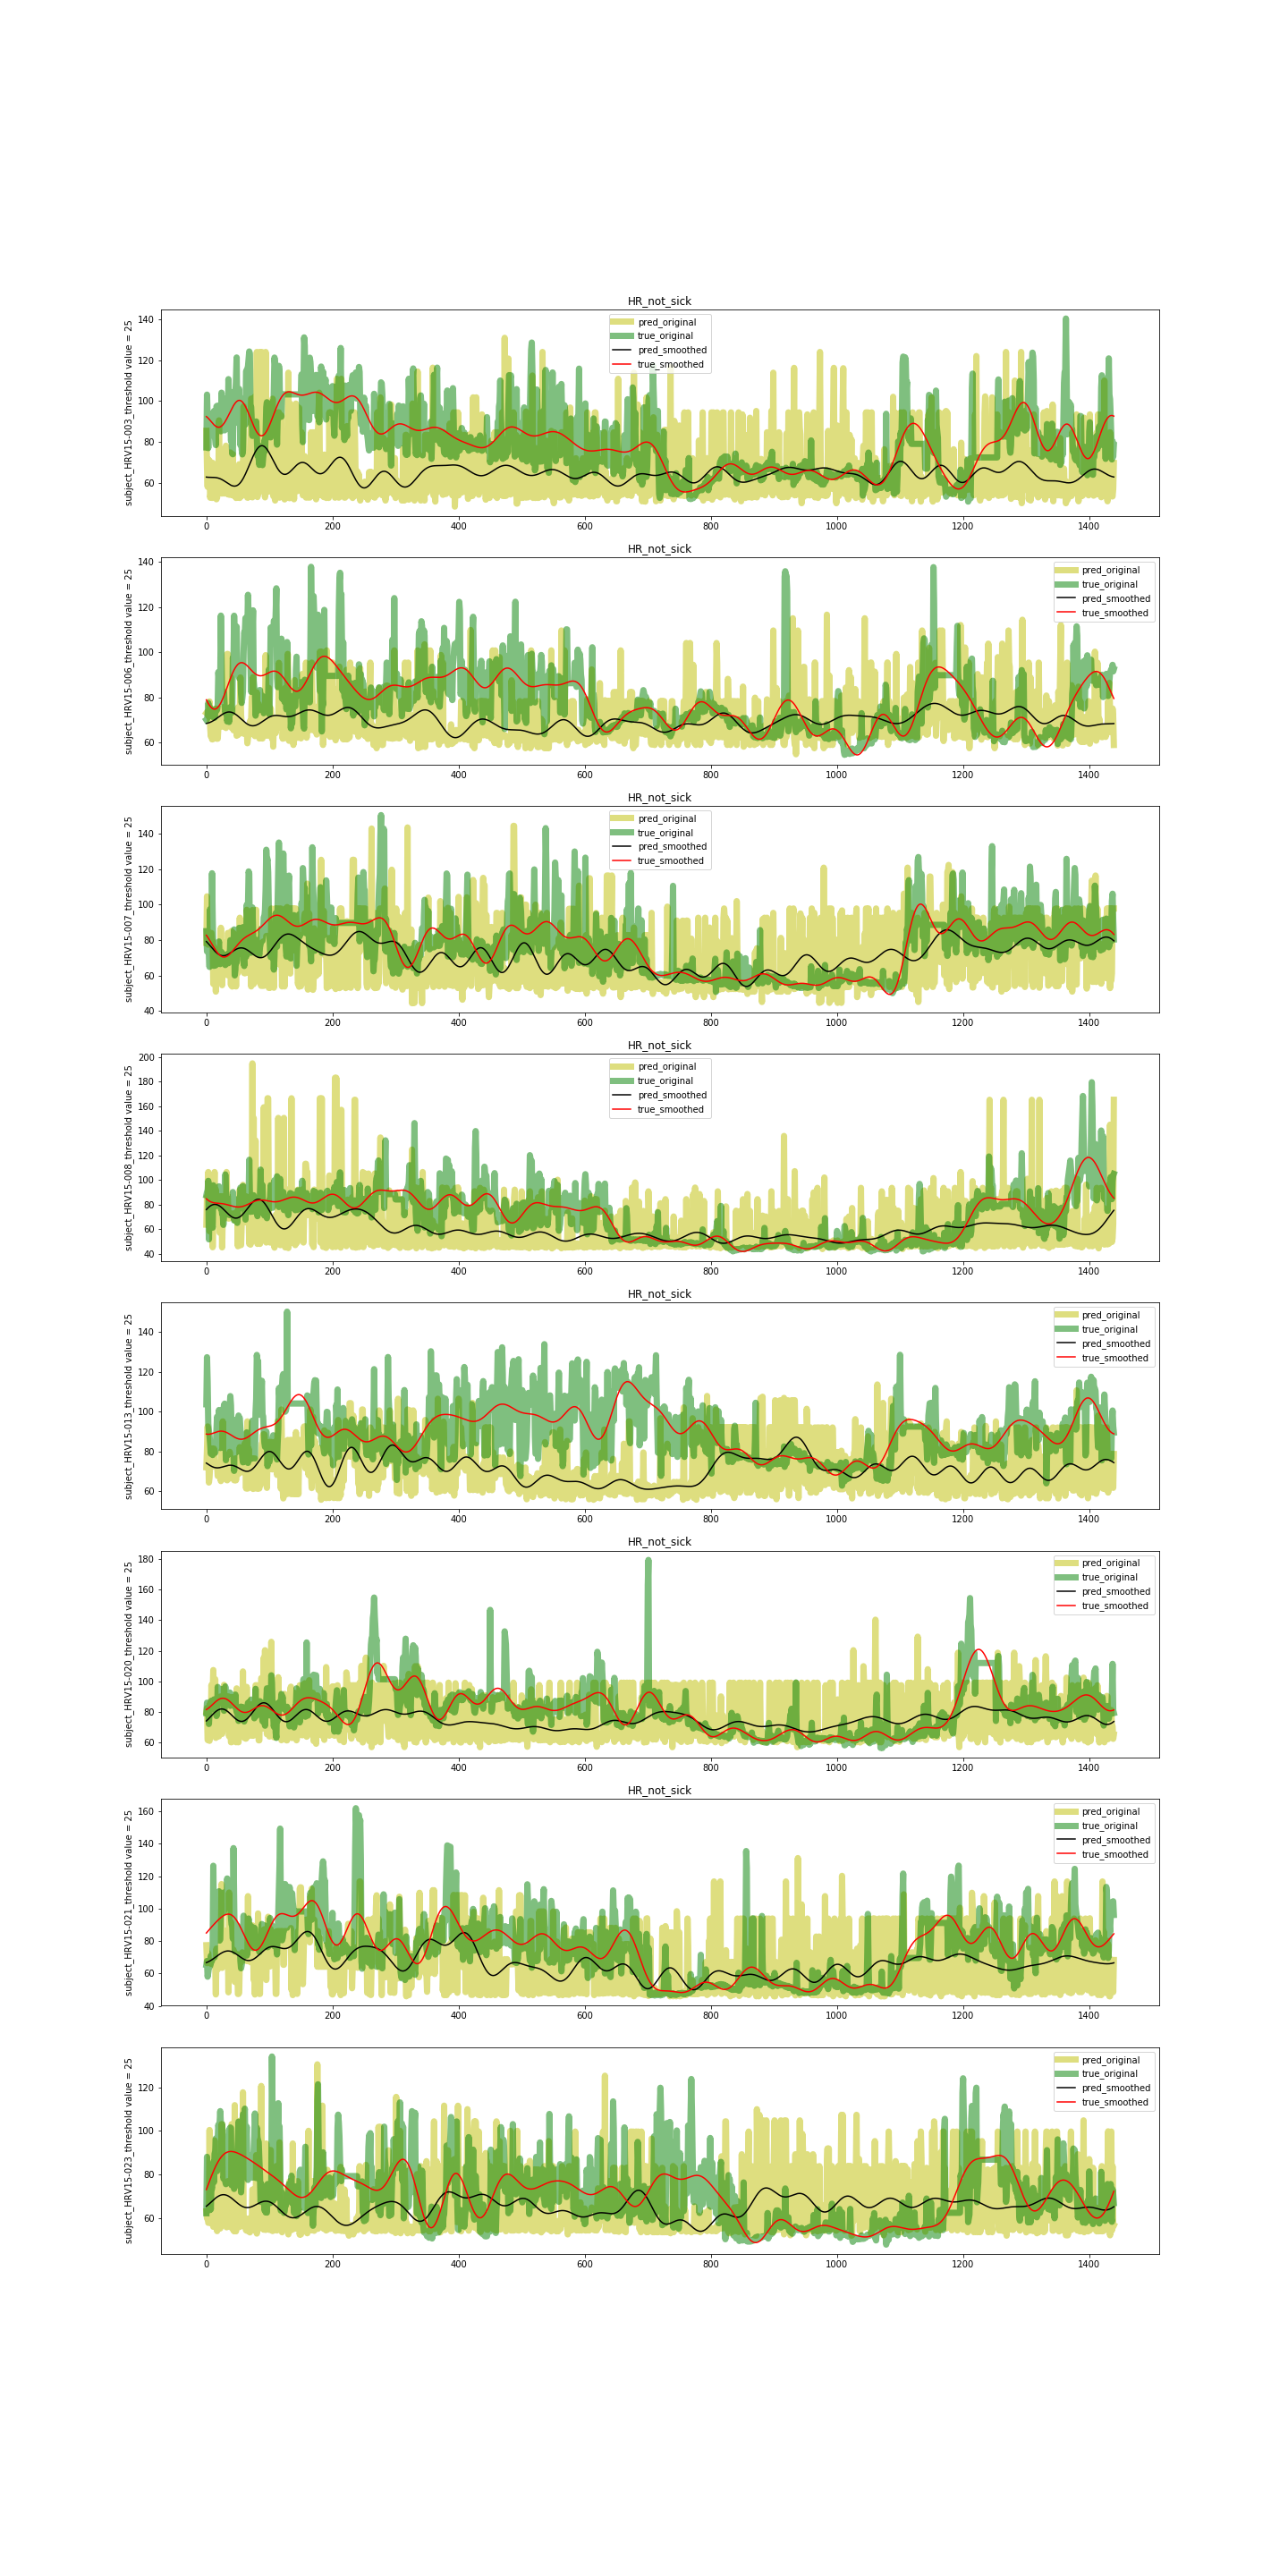 HR_not_sick
subject_HRV15-003_threshold value = 25
140
120
100
80
60
pred_original
true_original
pred_smoothed
true_smoothed
0 200 400 600 800 1000 1200 1400
HR_not_sick
subject_HRV15-006_threshold value = 25
140
120
100
80
60
pred_original
true_original
pred_smoothed
true_smoothed
0 200 400 600 800 1000 1200 1400
HR_not_sick
subject_HRV15-007_threshold value = 25
140
120
100
80
60
40
pred_original
true_original
pred_smoothed
true_smoothed
0 200 400 600 800 1000 1200 1400
HR_not_sick
subject_HRV15-008_threshold value = 25
200
180
160
140
120
100
80
60
40
pred_original
true_original
pred_smoothed
true_smoothed
0 200 400 600 800 1000 1200 1400
HR_not_sick
subject_HRV15-013_threshold value = 25
140
120
100
80
60
pred_original
true_original
pred_smoothed
true_smoothed
0 200 400 600 800 1000 1200 1400
HR_not_sick
subject_HRV15-020_threshold value = 25
180
160
140
120
100
80
60
pred_original
true_original
pred_smoothed
true_smoothed
0 200 400 600 800 1000 1200 1400
HR_not_sick
subject_HRV15-021_threshold value = 25
160
140
120
100
80
60
40
pred_original
true_original
pred_smoothed
true_smoothed
0 200 400 600 800 1000 1200 1400
subject_HRV15-023_threshold value = 25
120
100
80
60
pred_original
true_original
pred_smoothed
true_smoothed
0 200 400 600 800 1000 1200 1400